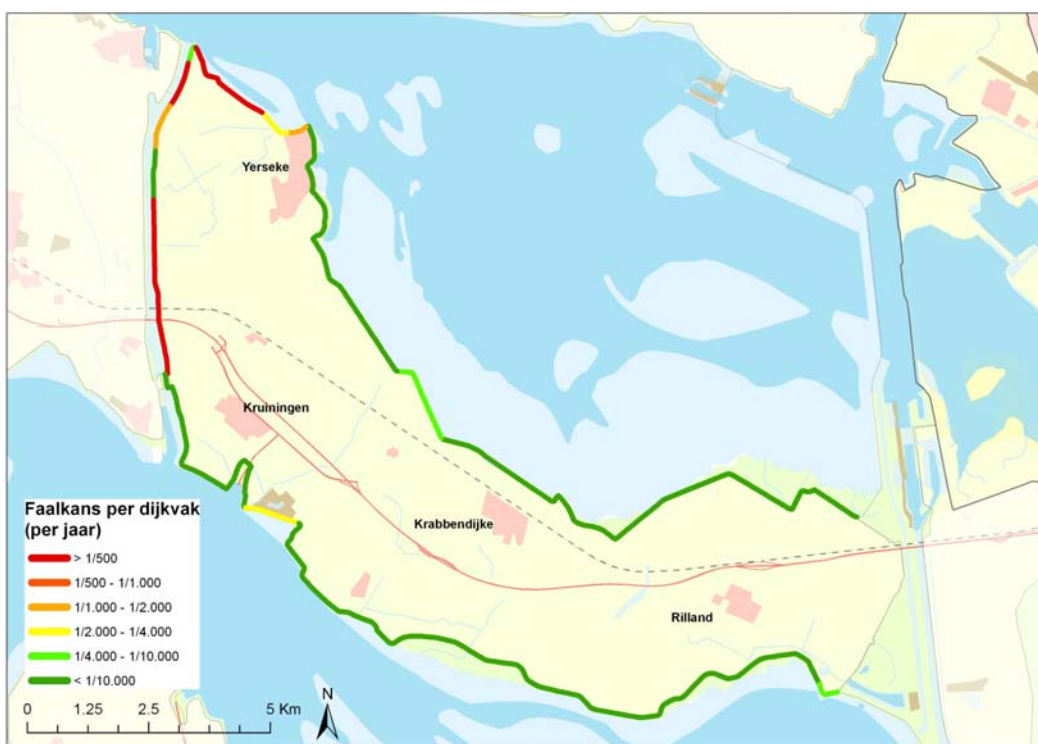 Yerseke
Kruiningen
Krabbendijke
Rilland
Faalkans per dijkvak
(per jaar)
> 1/500
1/500 - 1/1.000
1/1.000 - 1/2.000
1/2.000 - 1/4.000
1/4.000 - 1/10.000
< 1/10.000
N
0 1.25 2.5 5 Km